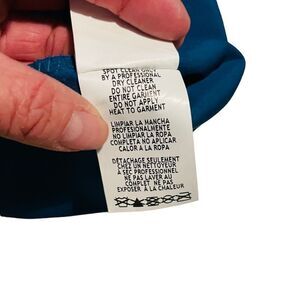 SPOT CLEAN ONLY
BY A PROFESSIONAL
DRY CLEANER
DO NOT CLEAN
ENTIRE GARMENT
DO NOT APPLY
HEAT TO GARMENT
LIMPIAR LA MANCHA
PROFESIONALMENTE
NO LIMPIAR LA ROPA
COMPLETA NO APLICAR
CALOR A LA ROPA
DÉTACHAGE SEULEMENT
CHEZ UN NETTOYEUR
A SEC PROFESSIONNEL
NE PAS LAVER AU
COMPLET NE PAS
EXPOSER A LA CHALEUR